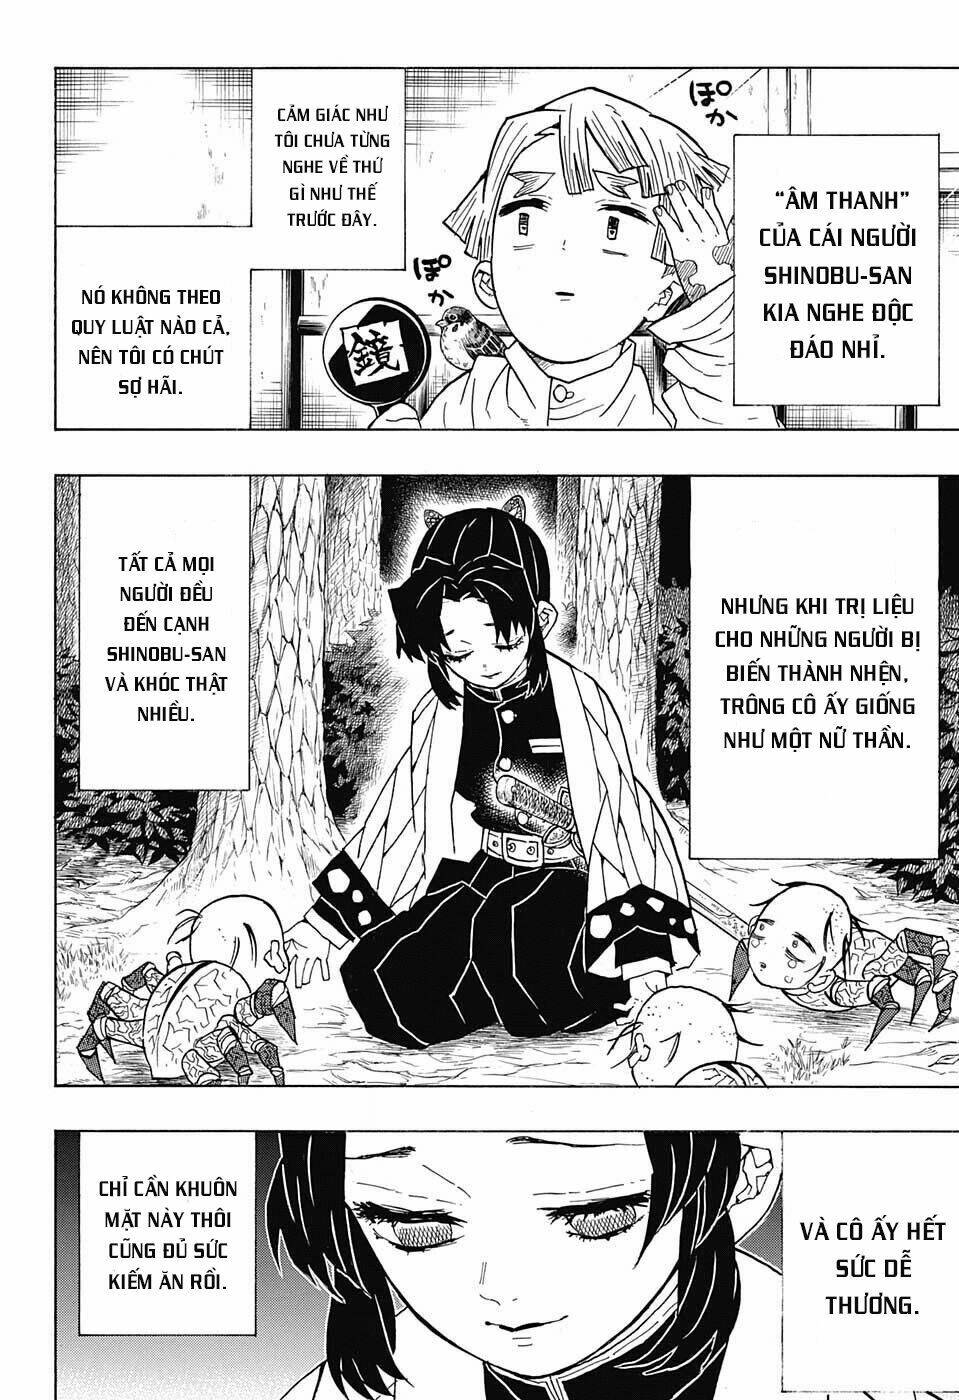 “ÂM THANH”
CỦA CÁI NGƯỜI
SHINOBU-SAN
KIA NGHE ĐỘC
ĐÁO NHỈ.
ぽか
ぽか
鏡
CẢM GIÁC NHƯ
TÔI CHƯA TỪNG
NGHE VỀ THỨ
GÌ NHƯ THẾ
TRƯỚC ĐÂY.
NÓ KHÔNG THEO
QUY LUẬT NÀO CẢ,
NÊN TÔI CÓ CHÚT
SỢ HÃI.
NHƯNG KHI TRỊ LIỆU
CHO NHỮNG NGƯỜI BỊ
BIẾN THÀNH NHỆN,
TRÔNG CÔ ẤY GIỐNG
NHƯ MỘT NỮ THẦN.
TẤT CẢ MỌI
NGƯỜI ĐỀU
ĐẾN CẠNH
SHINOBU-SAN
VÀ KHÓC THẬT
NHIỀU.
VÀ CÔ ẤY HẾT
SỨC DỄ
THƯƠNG.
CHỈ CẦN KHUÔN
MẶT NÀY THÔI
CŨNG ĐỦ SỨC
KIẾM ĂN RỒI.